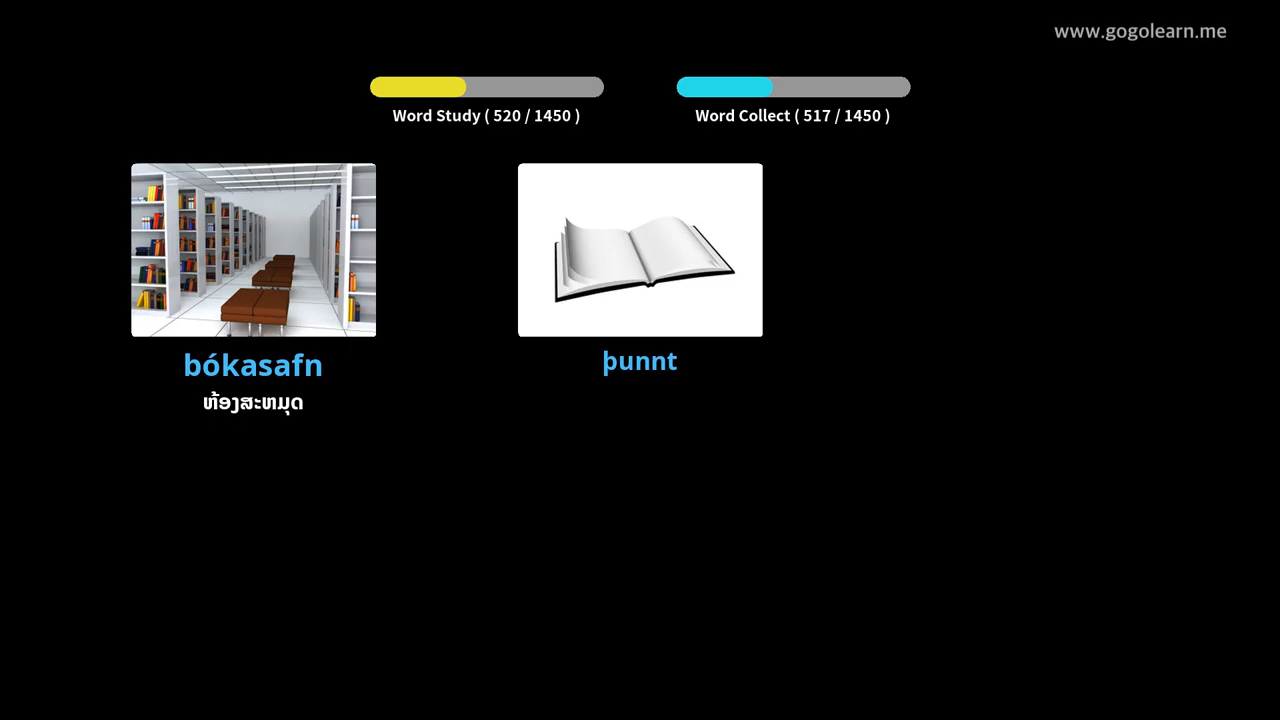 www.gogolearn.me
Word Study ( 520 / 1450 )
Word Collect ( 517 / 1450 )
bókasafn
ຫ້ອງສະຫມຸດ
þunnt